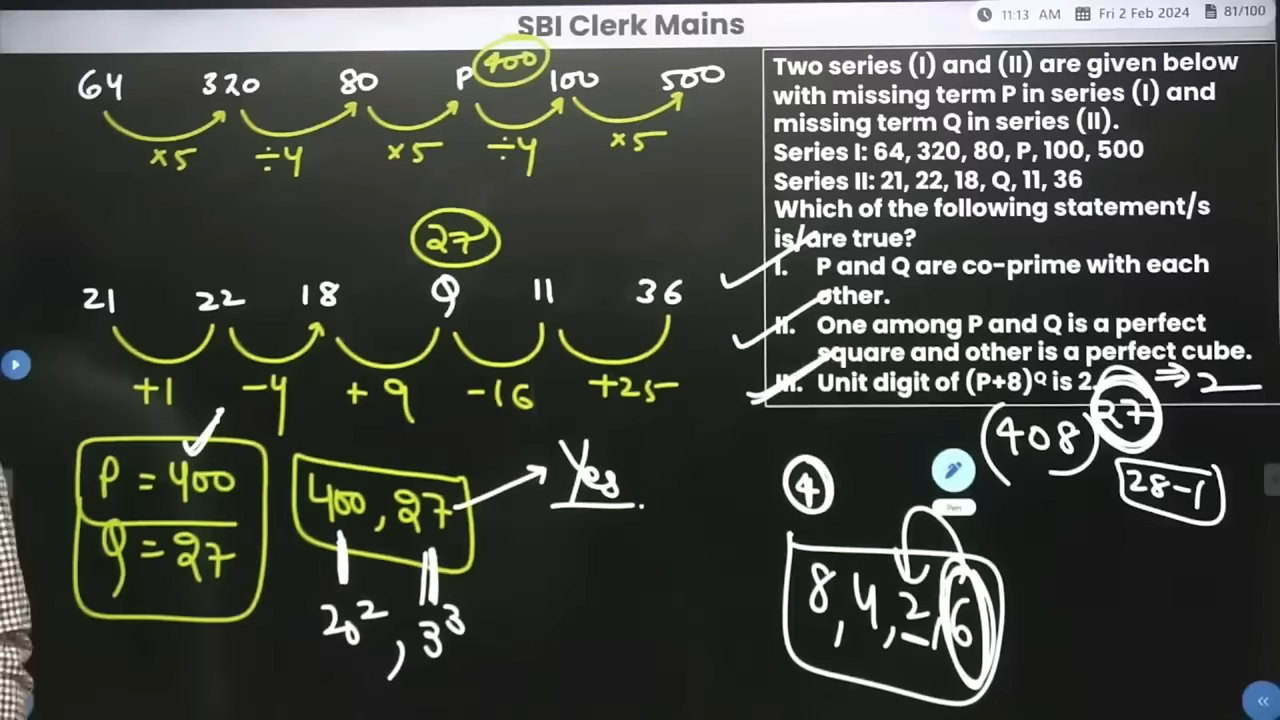 SBI Clerk Mains
11:13 AM Fri 2 Feb 2024 81/100
64 320 80 P 400 100 500
×5 ÷4 ×5 ÷4 ×5
27
21 22 18 Q 11 36
+1 -4 +9 -16 +25
P = 400
Q = 27
400, 27 Yes
20², 3³
Two series (I) and (II) are given below
with missing term P in series (I) and
missing term Q in series (II).
Series I: 64, 320, 80, P, 100, 500
Series II: 21, 22, 18, Q, 11, 36
Which of the following statement/s
is/are true?
I. P and Q are co-prime with each
other.
II. One among P and Q is a perfect
square and other is a perfect cube.
III. Unit digit of (P+8)^Q is 2. ⇒ 2
(408)^27
28-1
4
Pen
8, 4, 2, 6